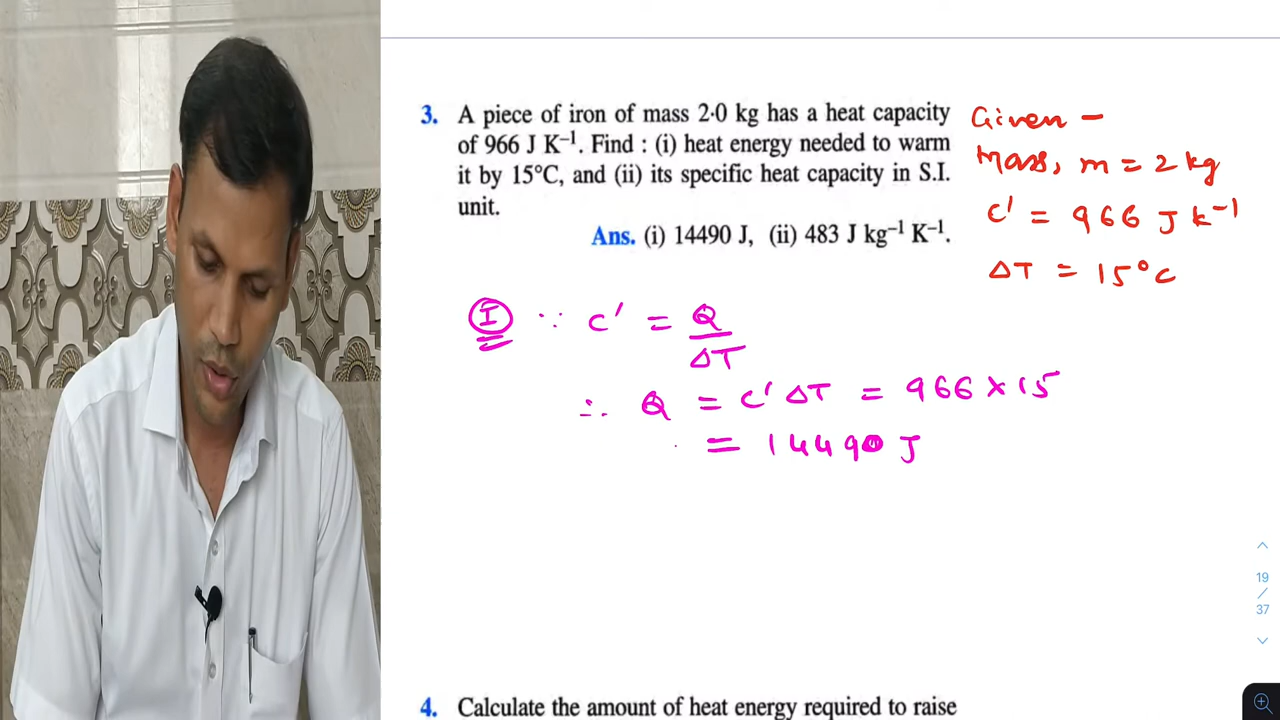 3. A piece of iron of mass 2·0 kg has a heat capacity
of 966 J K⁻¹. Find : (i) heat energy needed to warm
it by 15°C, and (ii) its specific heat capacity in S.I.
unit.
Ans. (i) 14490 J, (ii) 483 J kg⁻¹ K⁻¹.
Given –
Mass, m = 2 kg
C' = 966 J K⁻¹
ΔT = 15°C
I ∵ C' = Q/ΔT
∴ Q = C' ΔT = 966 × 15
= 14490 J
19
/
37
4. Calculate the amount of heat energy required to raise